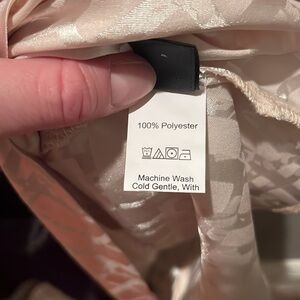 100% Polyester
Machine Wash
Cold Gentle, With